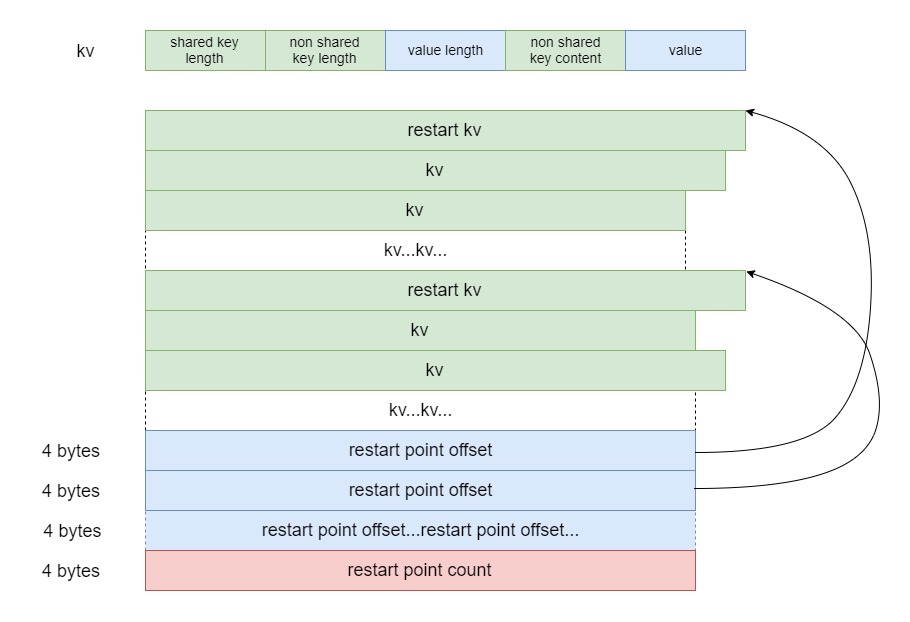 kv
shared key
length
non shared
key length
value length
non shared
key content
value
restart kv
kv
kv
kv...kv...
restart kv
kv
kv
kv...kv...
4 bytes
restart point offset
4 bytes
restart point offset
4 bytes
restart point offset...restart point offset...
4 bytes
restart point count